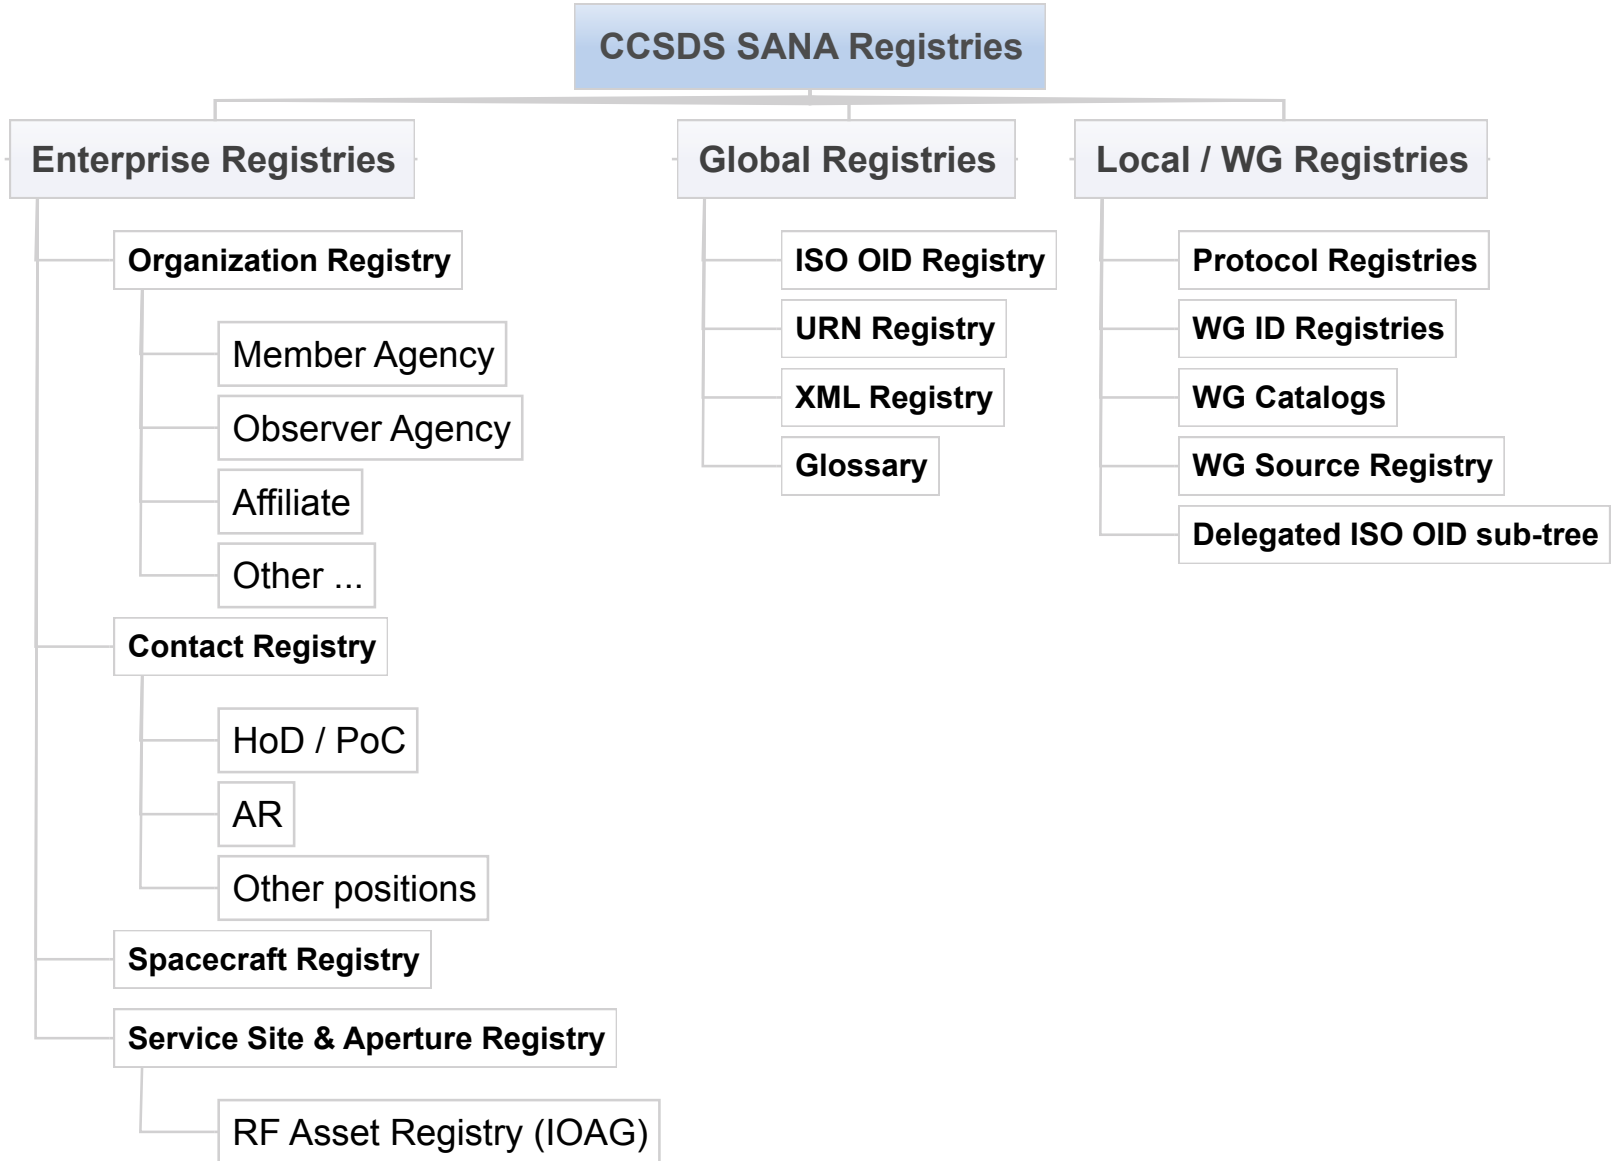 CCSDS SANA Registries
Enterprise Registries
Organization Registry
Member Agency
Observer Agency
Affiliate
Other ...
Contact Registry
HoD / PoC
AR
Other positions
Spacecraft Registry
Service Site & Aperture Registry
RF Asset Registry (IOAG)
Global Registries
ISO OID Registry
URN Registry
XML Registry
Glossary
Local / WG Registries
Protocol Registries
WG ID Registries
WG Catalogs
WG Source Registry
Delegated ISO OID sub-tree